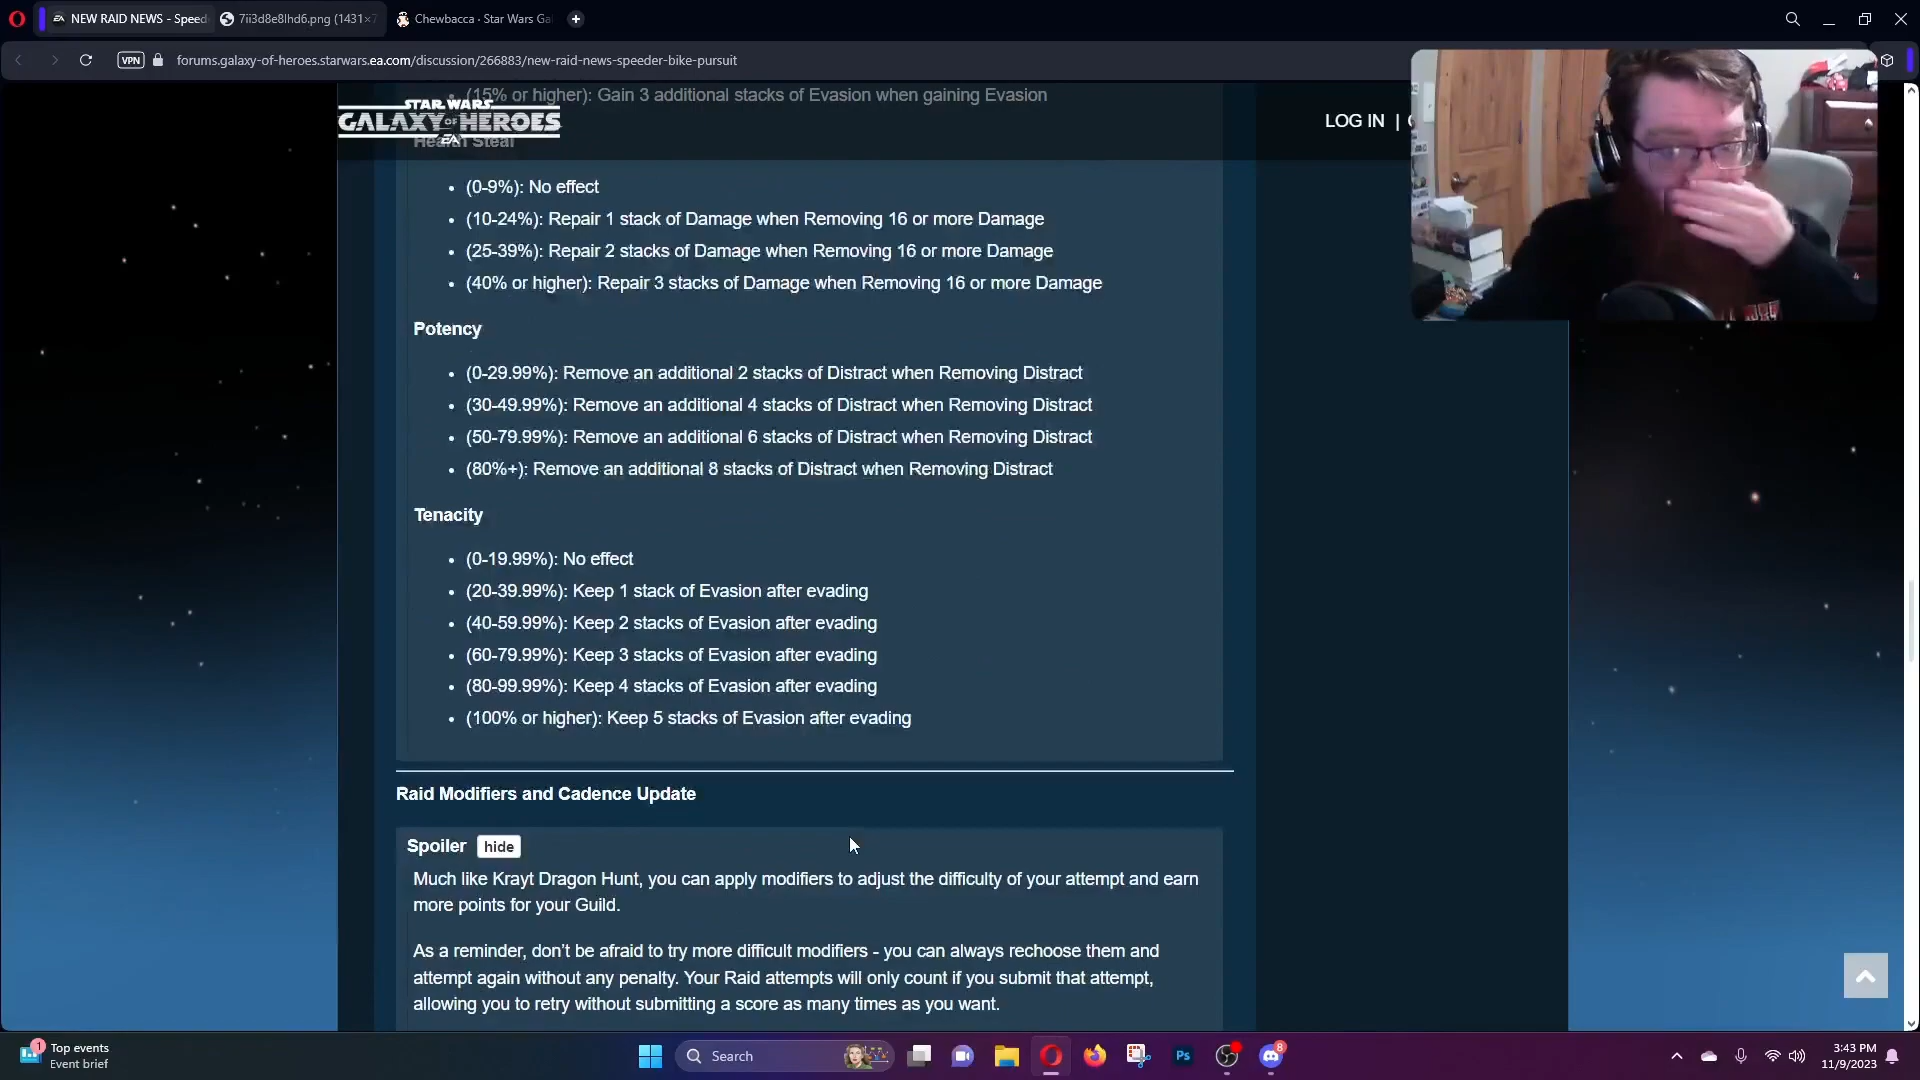 NEW RAID NEWS - Speed
7ii3d8e8lhd6.png (1431×7
Chewbacca · Star Wars Ga
VPN
forums.galaxy-of-heroes.starwars.ea.com/discussion/266883/new-raid-news-speeder-bike-pursuit
STAR WARS
GALAXY OF HEROES
EA
LOG IN |
(15% or higher): Gain 3 additional stacks of Evasion when gaining Evasion
Health Steal
(0-9%): No effect
(10-24%): Repair 1 stack of Damage when Removing 16 or more Damage
(25-39%): Repair 2 stacks of Damage when Removing 16 or more Damage
(40% or higher): Repair 3 stacks of Damage when Removing 16 or more Damage
Potency
(0-29.99%): Remove an additional 2 stacks of Distract when Removing Distract
(30-49.99%): Remove an additional 4 stacks of Distract when Removing Distract
(50-79.99%): Remove an additional 6 stacks of Distract when Removing Distract
(80%+): Remove an additional 8 stacks of Distract when Removing Distract
Tenacity
(0-19.99%): No effect
(20-39.99%): Keep 1 stack of Evasion after evading
(40-59.99%): Keep 2 stacks of Evasion after evading
(60-79.99%): Keep 3 stacks of Evasion after evading
(80-99.99%): Keep 4 stacks of Evasion after evading
(100% or higher): Keep 5 stacks of Evasion after evading
Raid Modifiers and Cadence Update
Spoiler hide
Much like Krayt Dragon Hunt, you can apply modifiers to adjust the difficulty of your attempt and earn
more points for your Guild.
As a reminder, don't be afraid to try more difficult modifiers - you can always rechoose them and
attempt again without any penalty. Your Raid attempts will only count if you submit that attempt,
allowing you to retry without submitting a score as many times as you want.
1
Top events
Event brief
Search
Ps
8
3:43 PM
11/9/2023